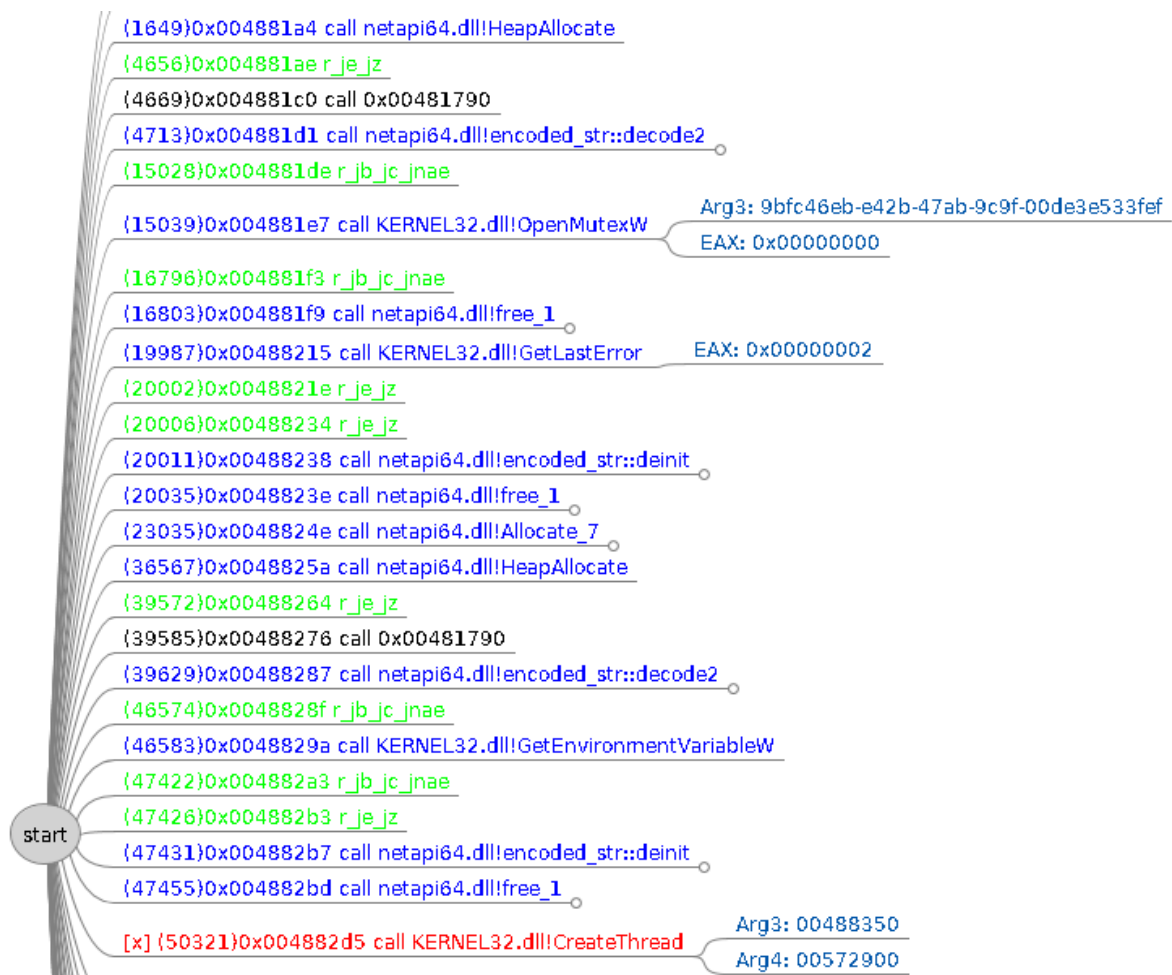 (1649)0x004881a4 call netapi64.dll!HeapAllocate
(4656)0x004881ae r_je_jz
(4669)0x004881c0 call 0x00481790
(4713)0x004881d1 call netapi64.dll!encoded_str::decode2
(15028)0x004881de r_jb_jc_jnae
(15039)0x004881e7 call KERNEL32.dll!OpenMutexW
Arg3: 9bfc46eb-e42b-47ab-9c9f-00de3e533fef
EAX: 0x00000000
(16796)0x004881f3 r_jb_jc_jnae
(16803)0x004881f9 call netapi64.dll!free_1
(19987)0x00488215 call KERNEL32.dll!GetLastError
EAX: 0x00000002
(20002)0x0048821e r_je_jz
(20006)0x00488234 r_je_jz
(20011)0x00488238 call netapi64.dll!encoded_str::deinit
(20035)0x0048823e call netapi64.dll!free_1
(23035)0x0048824e call netapi64.dll!Allocate_7
(36567)0x0048825a call netapi64.dll!HeapAllocate
(39572)0x00488264 r_je_jz
(39585)0x00488276 call 0x00481790
(39629)0x00488287 call netapi64.dll!encoded_str::decode2
(46574)0x0048828f r_jb_jc_jnae
(46583)0x0048829a call KERNEL32.dll!GetEnvironmentVariableW
(47422)0x004882a3 r_jb_jc_jnae
(47426)0x004882b3 r_je_jz
start
(47431)0x004882b7 call netapi64.dll!encoded_str::deinit
(47455)0x004882bd call netapi64.dll!free_1
[x] (50321)0x004882d5 call KERNEL32.dll!CreateThread
Arg3: 00488350
Arg4: 00572900